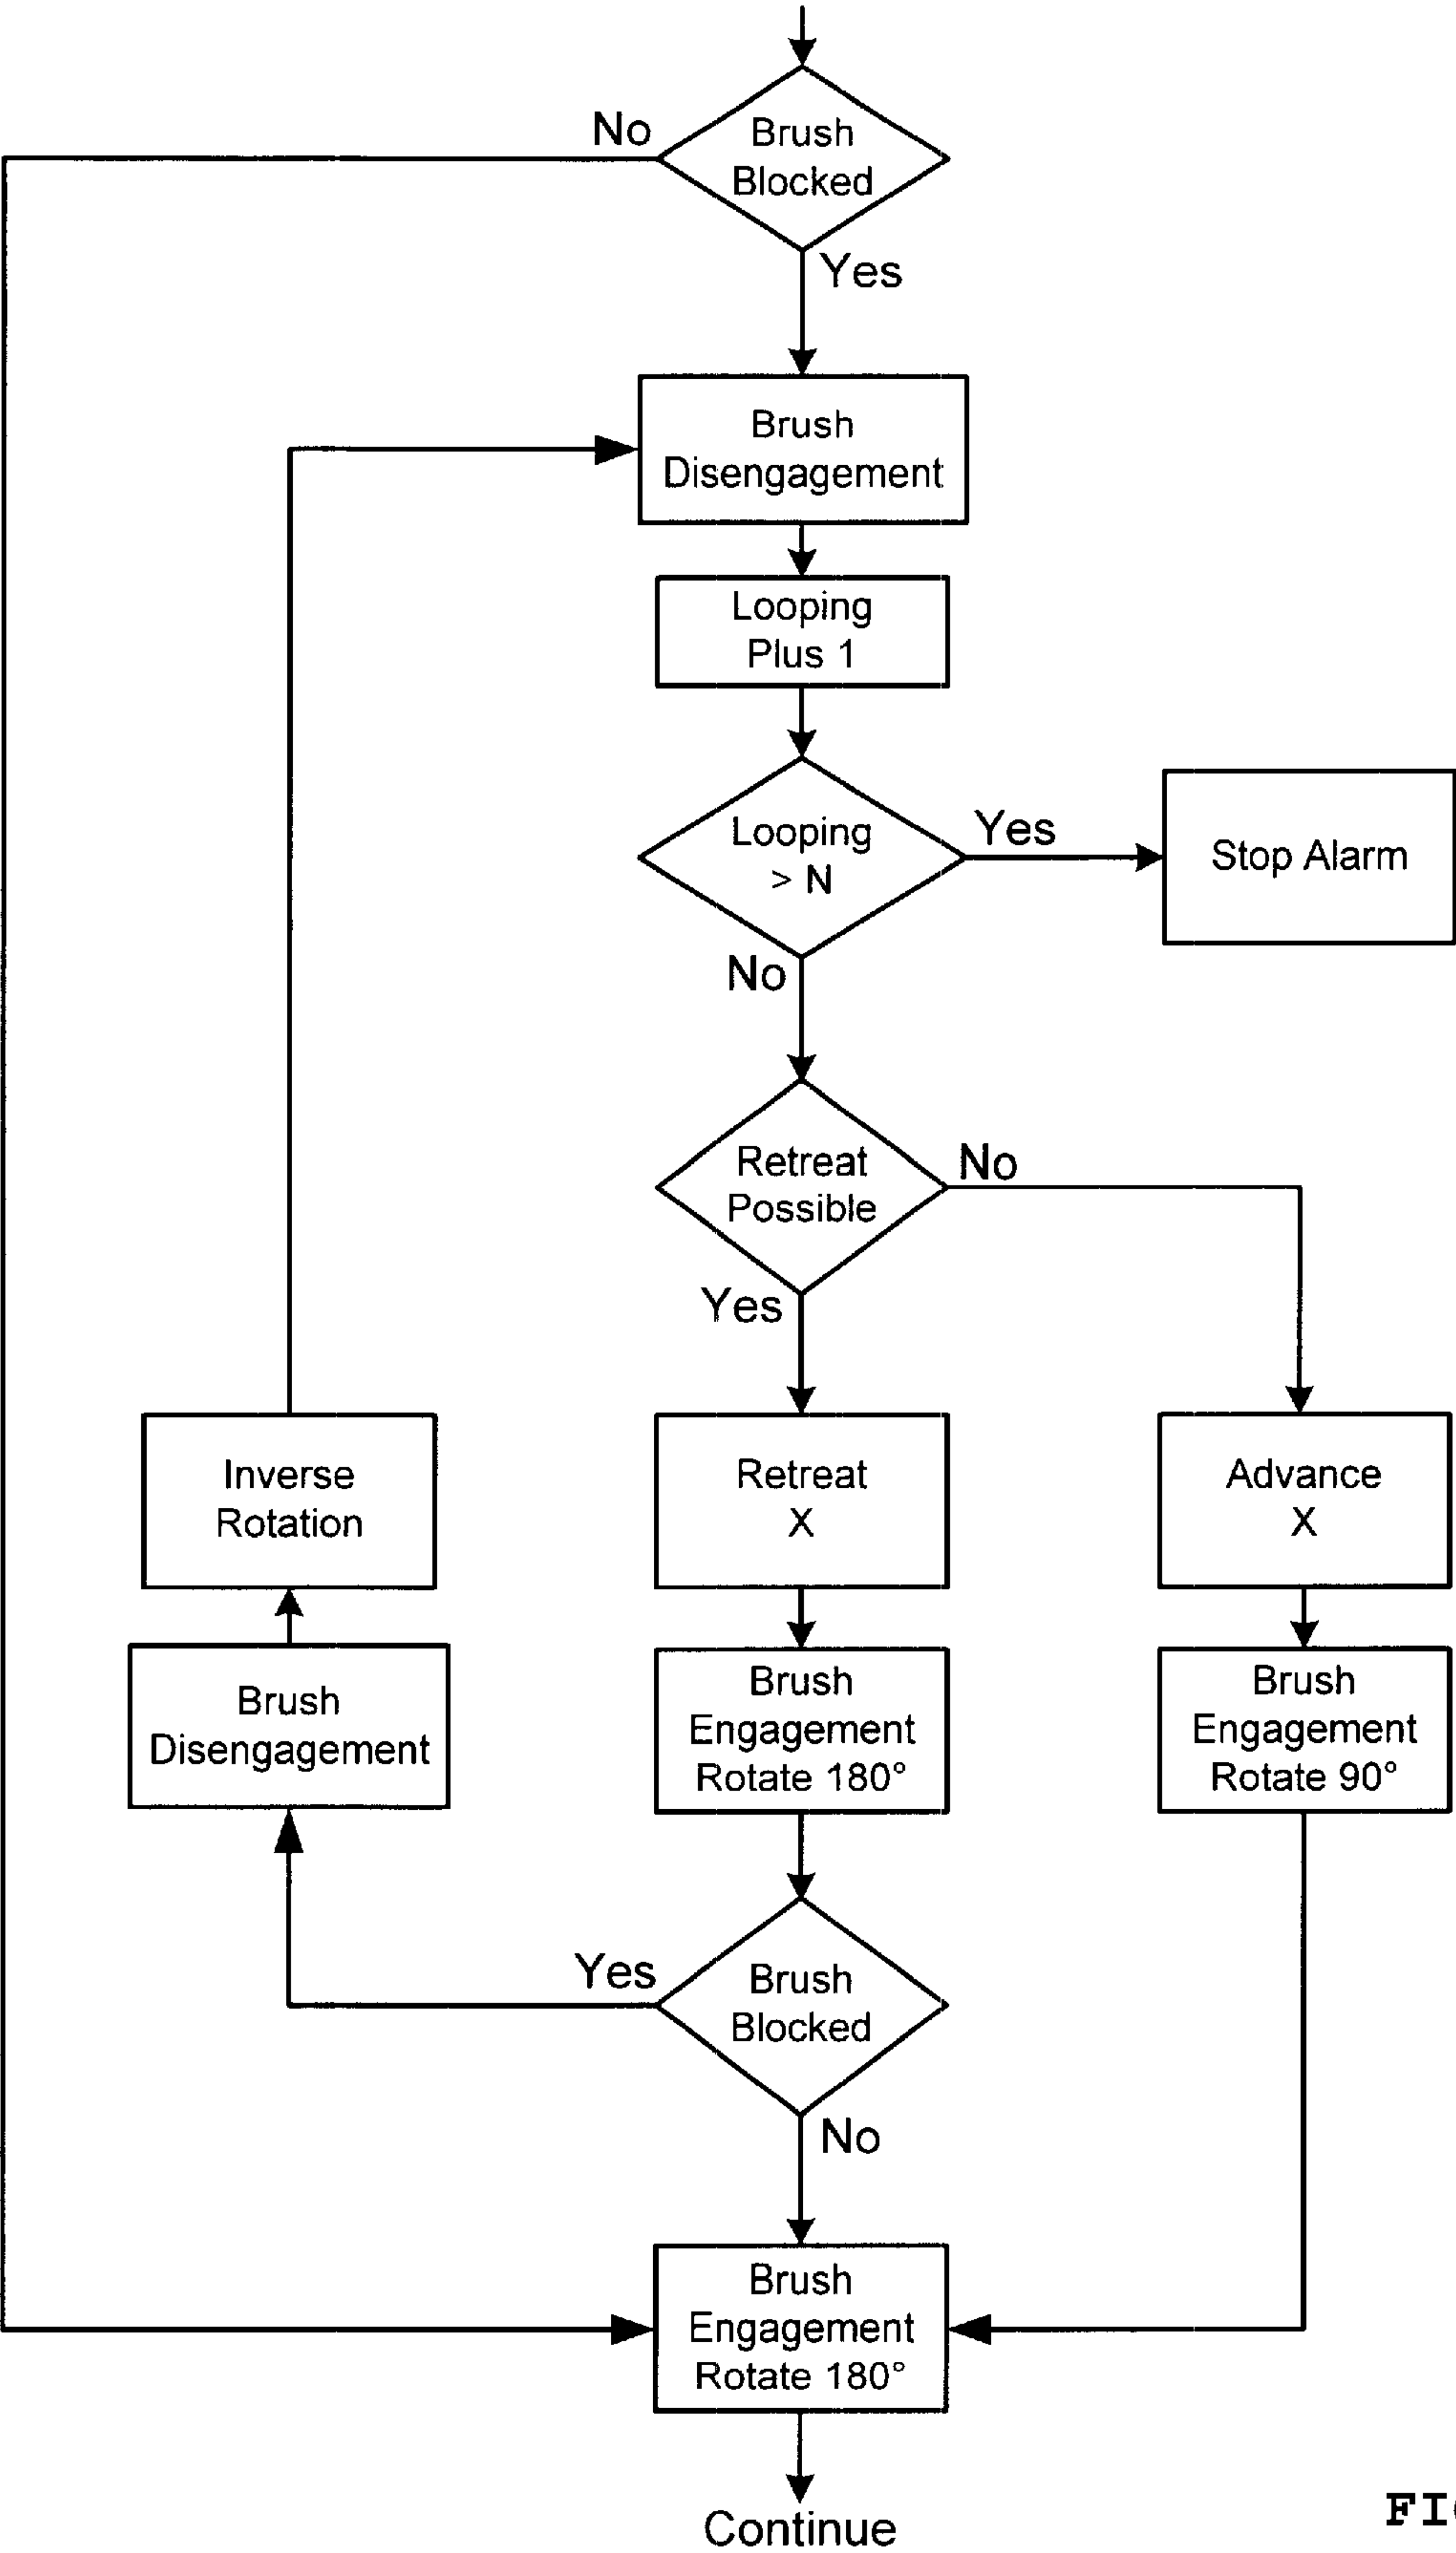 No
Brush
Blocked
Yes
Brush
Disengagement
Looping
Plus 1
Looping
> N
Yes
Stop Alarm
No
Retreat
Possible
No
Yes
Inverse
Rotation
Retreat
X
Advance
X
Brush
Disengagement
Brush
Engagement
Rotate 180°
Brush
Engagement
Rotate 90°
Yes
Brush
Blocked
No
Brush
Engagement
Rotate 180°
Continue